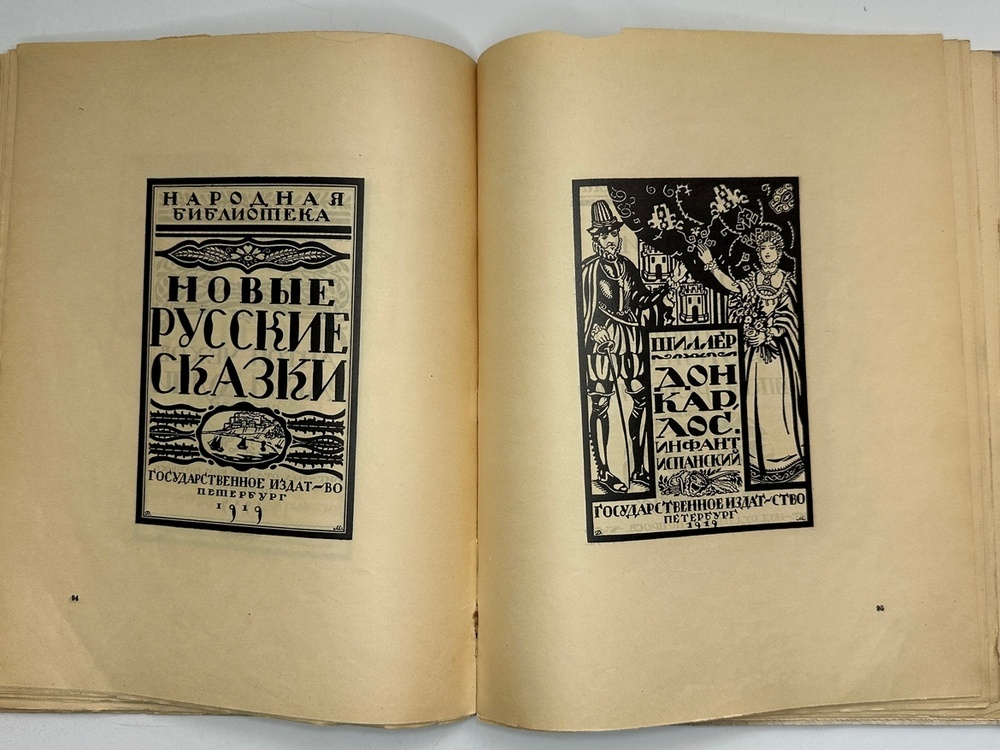 НАРОДНАЯ
БИБЛИОТЕКА
НОВЫЕ
РУССКИЕ
СКАЗКИ
ГОСУДАРСТВЕННОЕ ИЗДАТ-ВО
ПЕТЕРБУРГ
1919
Д. М.
94
ШИЛЛЕР
ДОН
КАР,
ЛОС.
ИНФАНТ
ИСПАНСКИЙ
ГОСУДАРСТВЕННОЕ ИЗДАТ-СТВО
ПЕТЕРБУРГ
1919
Д. М.